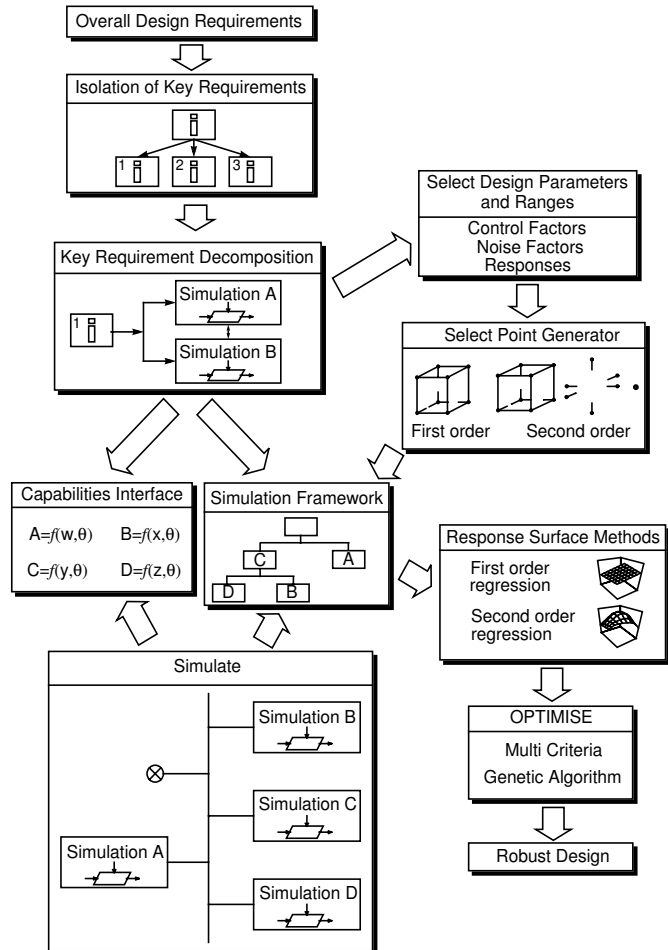 Overall Design Requirements
Isolation of Key Requirements
1
2
3
Key Requirement Decomposition
1
Simulation A
Simulation B
Select Design Parameters
and Ranges
Control Factors
Noise Factors
Responses
Select Point Generator
First order
Second order
Capabilities Interface
A=f(w,θ)
B=f(x,θ)
C=f(y,θ)
D=f(z,θ)
Simulation Framework
C
A
D
B
Response Surface Methods
First order
regression
Second order
regression
Simulate
Simulation B
Simulation C
Simulation A
Simulation D
OPTIMISE
Multi Criteria
Genetic Algorithm
Robust Design